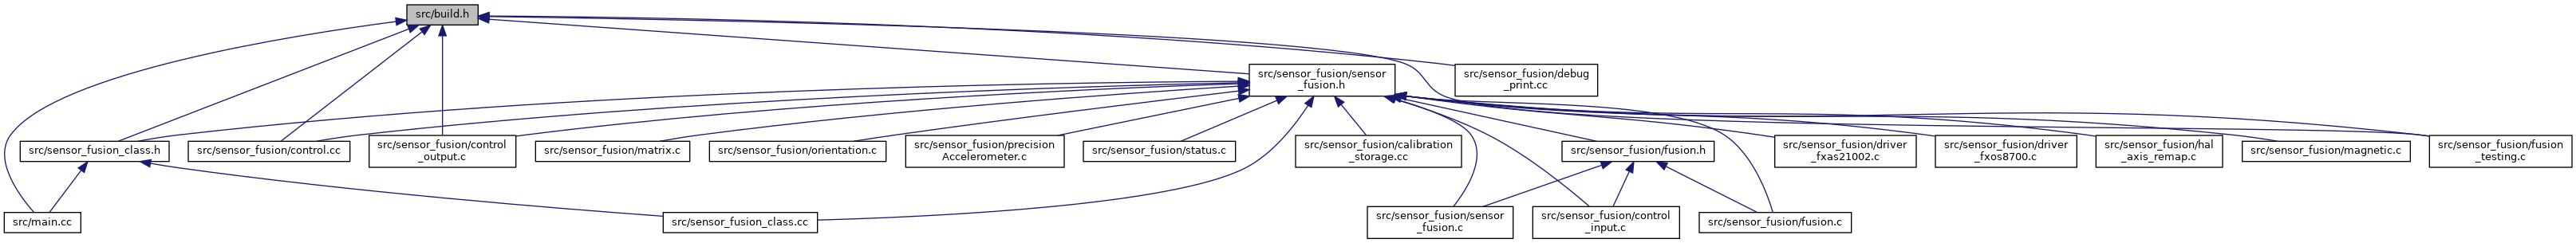 src/build.h
src/sensor_fusion/sensor
_fusion.h
src/sensor_fusion/debug
_print.cc
src/sensor_fusion_class.h
src/sensor_fusion/control.cc
src/sensor_fusion/control
_output.c
src/sensor_fusion/matrix.c
src/sensor_fusion/orientation.c
src/sensor_fusion/precision
Accelerometer.c
src/sensor_fusion/status.c
src/sensor_fusion/calibration
_storage.cc
src/sensor_fusion/fusion.h
src/sensor_fusion/driver
_fxas21002.c
src/sensor_fusion/driver
_fxos8700.c
src/sensor_fusion/hal
_axis_remap.c
src/sensor_fusion/magnetic.c
src/sensor_fusion/fusion
_testing.c
src/main.cc
src/sensor_fusion_class.cc
src/sensor_fusion/sensor
_fusion.c
src/sensor_fusion/control
_input.c
src/sensor_fusion/fusion.c